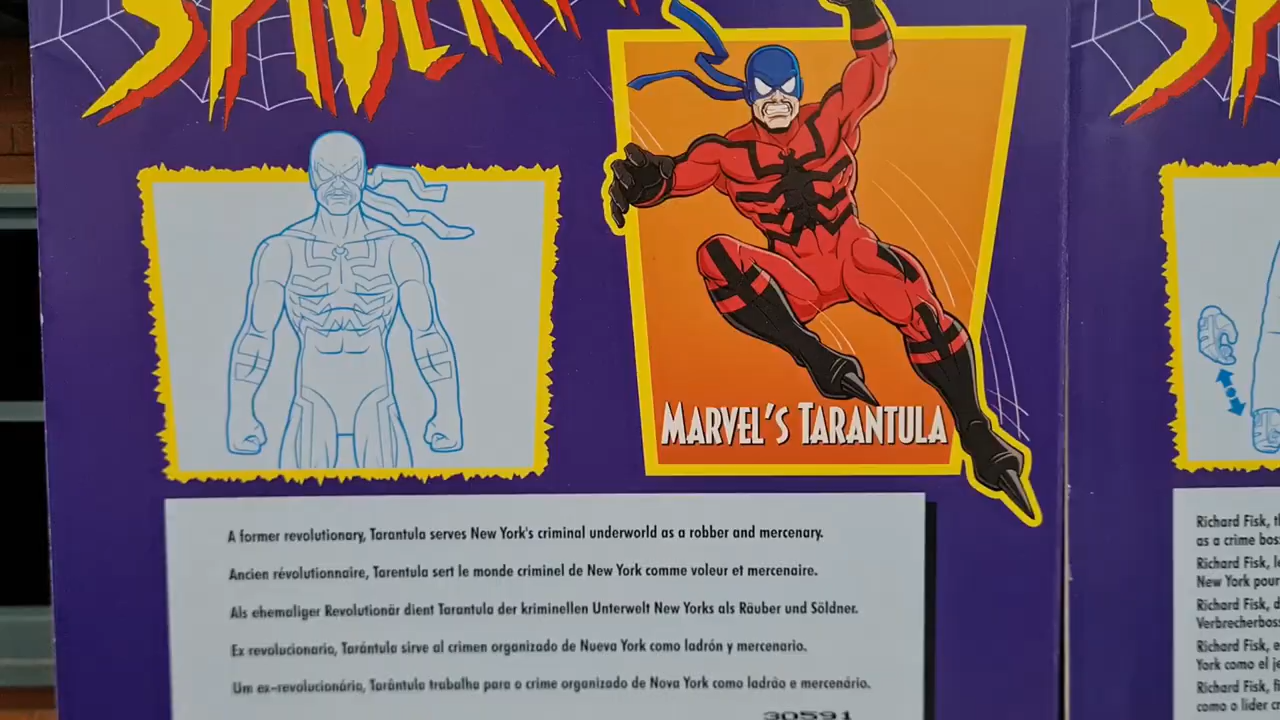 SPIDER
MARVEL'S TARANTULA
A former revolutionary, Tarantula serves New York's criminal underworld as a robber and mercenary.
Ancien révolutionnaire, Tarentula sert le monde criminel de New York comme voleur et mercenaire.
Als ehemaliger Revolutionär dient Tarantula der kriminellen Unterwelt New Yorks als Räuber und Söldner.
Ex revolucionario, Tarántula sirve al crimen organizado de Nueva York como ladrón y mercenario.
Um ex-revolucionário, Tarântula trabalha para o crime organizado de Nova York como ladrão e mercenário.
30591
Richard Fisk,
as a crime
Richard Fisk,
New York pour
Richard Fisk,
Richard Fisk,
York como el
Richard Fisk,
como o líder